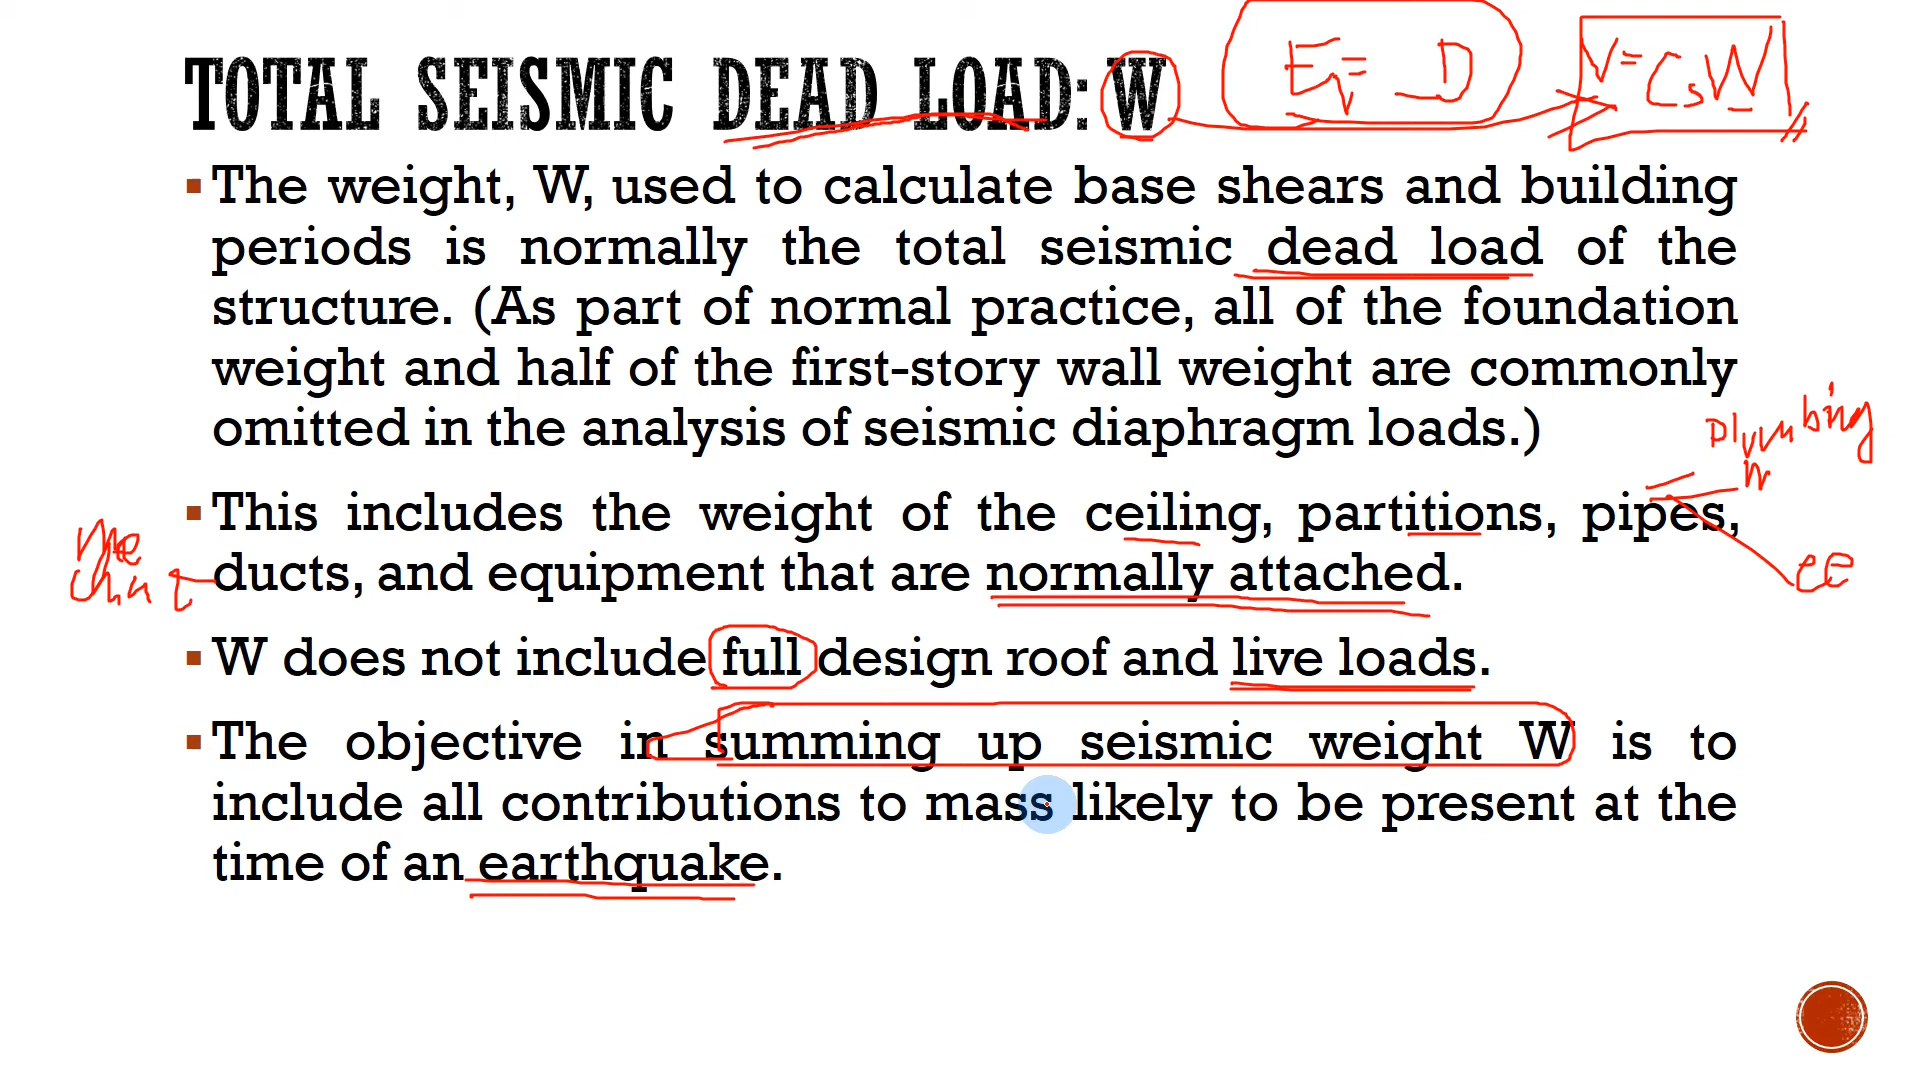 TOTAL SEISMIC DEAD LOAD: W
Ev = D
V = CsW
▪ The weight, W, used to calculate base shears and building
periods is normally the total seismic dead load of the
structure. (As part of normal practice, all of the foundation
weight and half of the first-story wall weight are commonly
omitted in the analysis of seismic diaphragm loads.)
Plumbing
▪ This includes the weight of the ceiling, partitions, pipes,
ducts, and equipment that are normally attached.
EE
▪ W does not include full design roof and live loads.
▪ The objective in summing up seismic weight W is to
include all contributions to mass likely to be present at the
time of an earthquake.